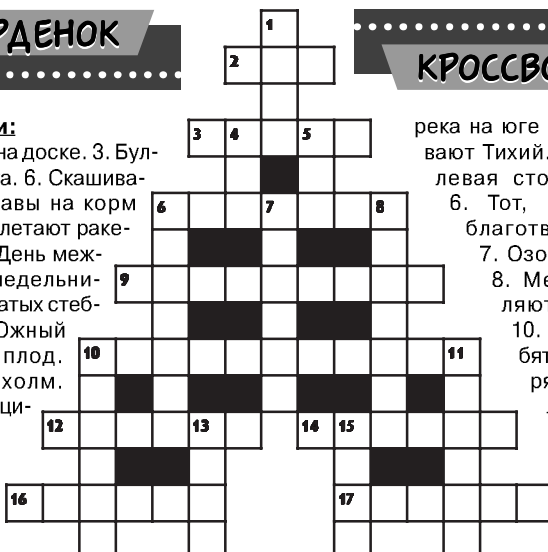 РДЕНОК
КРОССВО
и:
на доске. 3. Бул-
а. 6. Скашива-
авы на корм
летают раке-
День меж-
недельни-
атых стеб-
Южный
плод.
холм.
ци-
река на юге
вают Тихий.
левая сто
6. Тот,
благотв
7. Озо
8. Ме
ляют
10.
бят
ря
1
2
3 4 5
6 7 8
9
10 11
12 13 14 15
16 17